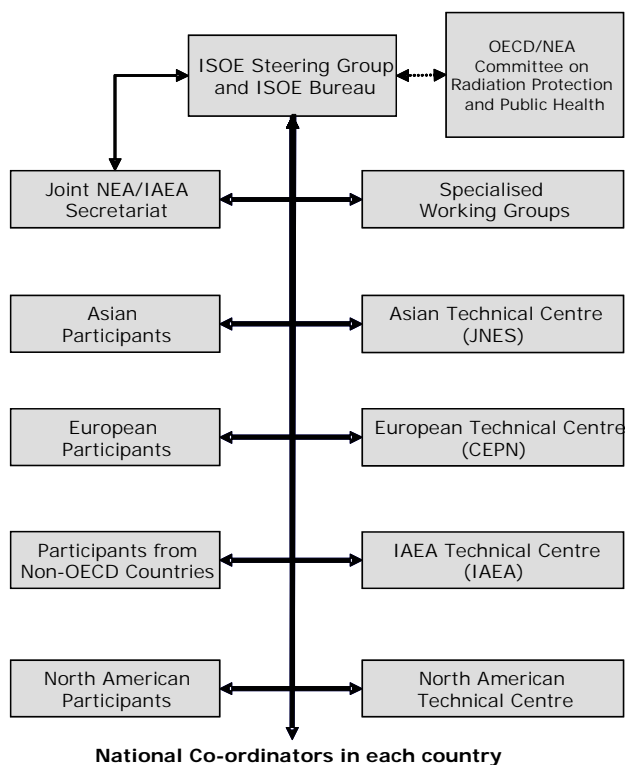 ISOE Steering Group
and ISOE Bureau
OECD/NEA
Committee on
Radiation Protection
and Public Health
Joint NEA/IAEA
Secretariat
Specialised
Working Groups
Asian
Participants
Asian Technical Centre
(JNES)
European
Participants
European Technical Centre
(CEPN)
Participants from
Non-OECD Countries
IAEA Technical Centre
(IAEA)
North American
Participants
North American
Technical Centre
National Co-ordinators in each country